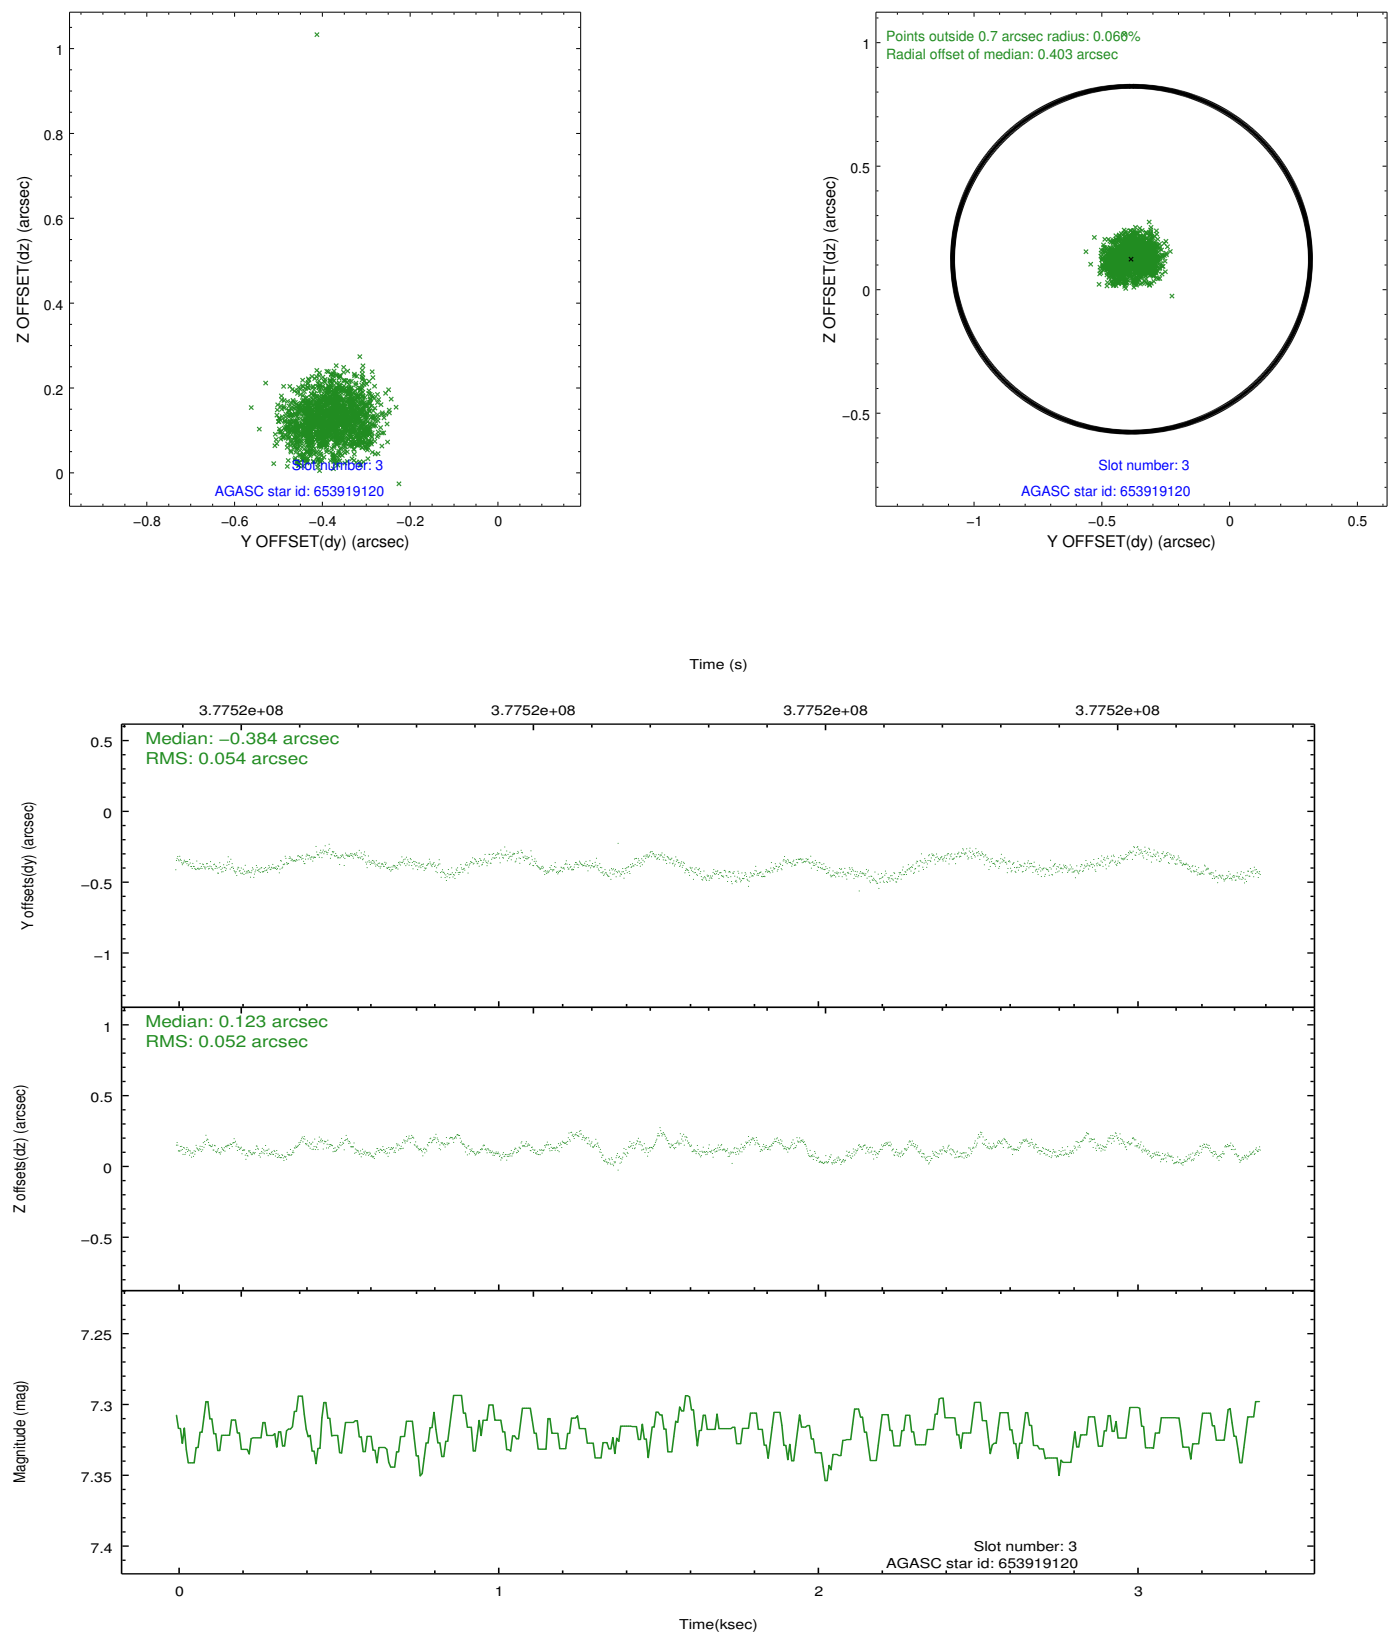 1
0.8
0.6
0.4
0.2
0
Z OFFSET(dz) (arcsec)
Slot number: 3
AGASC star id: 653919120
−0.8
−0.6
−0.4
−0.2
0
Y OFFSET(dy) (arcsec)
Points outside 0.7 arcsec radius: 0.060%
Radial offset of median: 0.403 arcsec
1
0.5
0
−0.5
Z OFFSET(dz) (arcsec)
Slot number: 3
AGASC star id: 653919120
−1
−0.5
0
0.5
Y OFFSET(dy) (arcsec)
Time (s)
3.7752e+08
3.7752e+08
3.7752e+08
3.7752e+08
Median: −0.384 arcsec
RMS: 0.054 arcsec
0.5
0
−0.5
−1
Y offsets(dy) (arcsec)
Median: 0.123 arcsec
RMS: 0.052 arcsec
1
0.5
0
−0.5
Z offsets(dz) (arcsec)
7.25
7.3
7.35
7.4
Magnitude (mag)
Slot number: 3
AGASC star id: 653919120
0
1
2
3
Time(ksec)